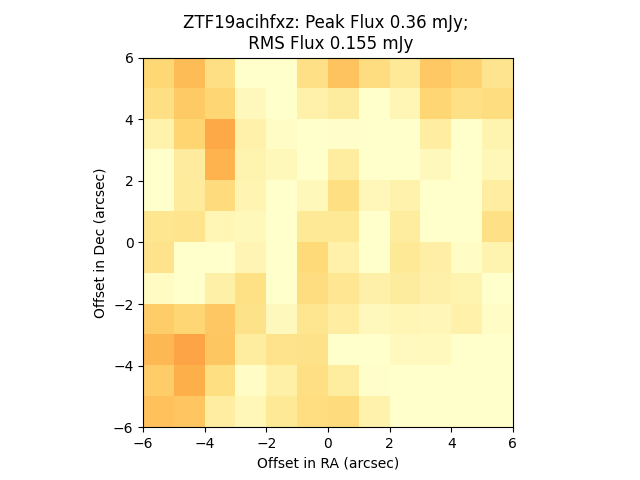 ZTF19acihfxz: Peak Flux 0.36 mJy;
RMS Flux 0.155 mJy
6
4
2
0
−2
−4
−6
Offset in Dec (arcsec)
−6 −4 −2 0 2 4 6
Offset in RA (arcsec)